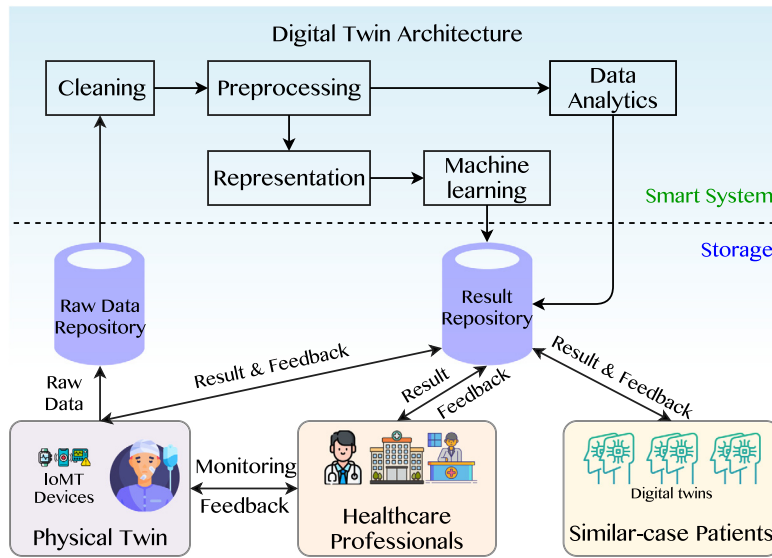 Digital Twin Architecture
Cleaning
Preprocessing
Data
Analytics
Representation
Machine
learning
Smart System
Storage
Raw Data
Repository
Result
Repository
Raw
Data
Result & Feedback
Result
Feedback
Result & Feedback
IoMT
Devices
Physical Twin
Monitoring
Feedback
Healthcare
Professionals
Digital twins
Similar-case Patients